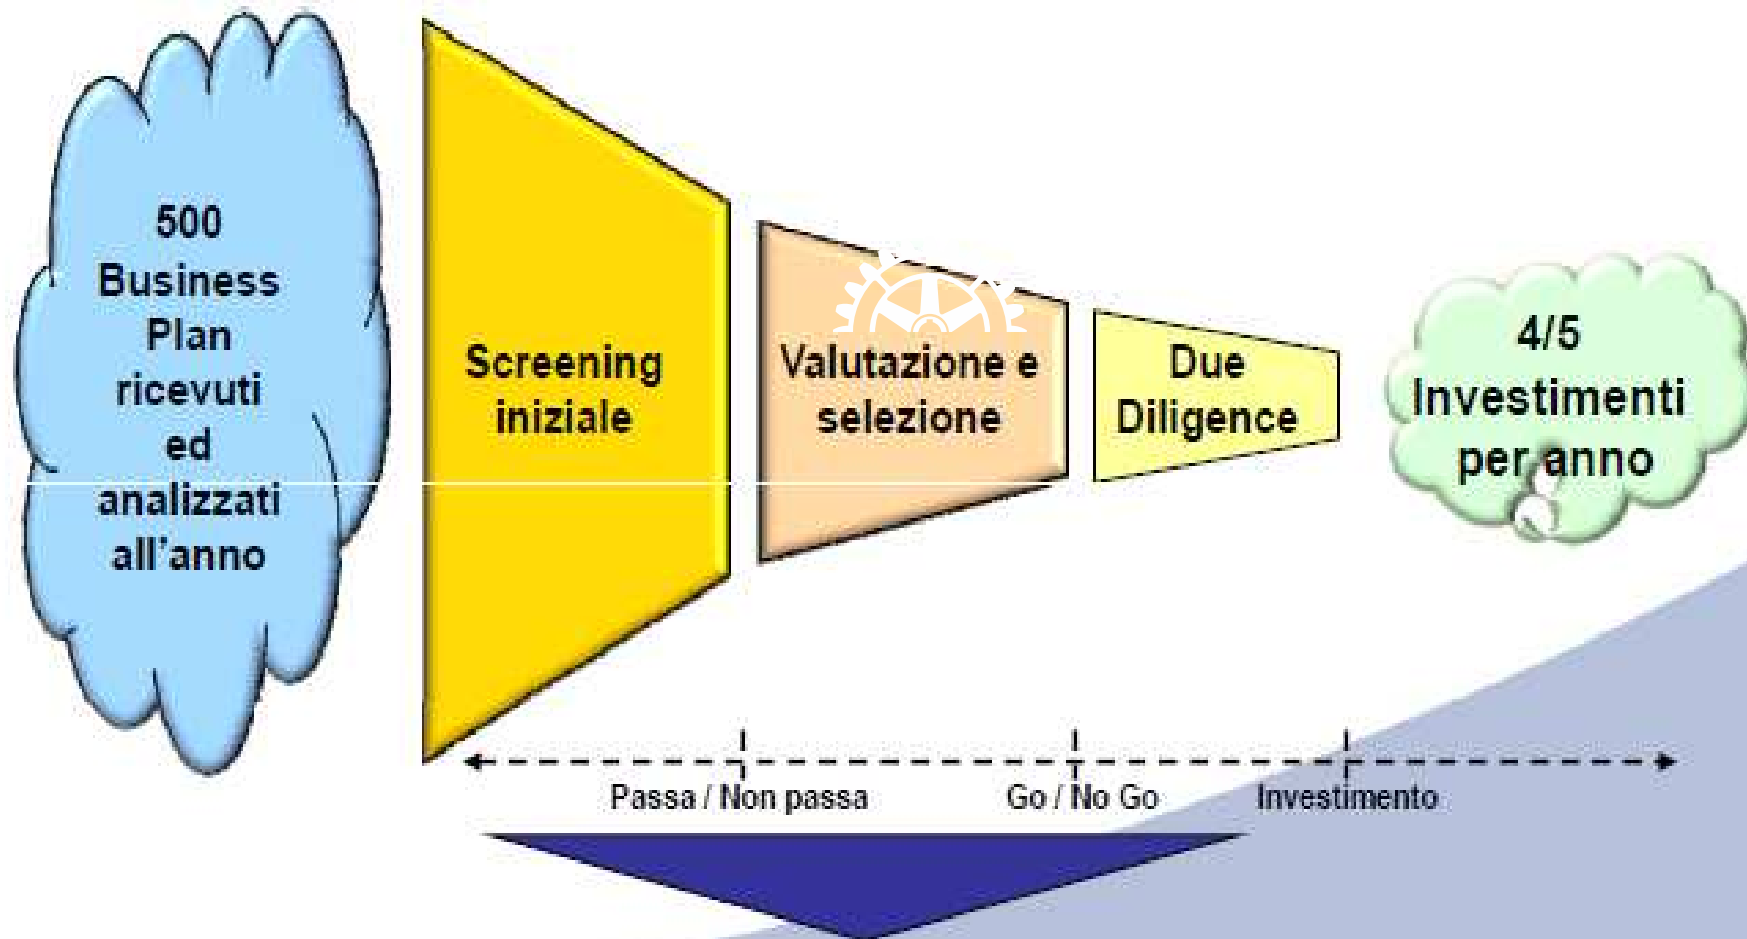 500
Business
Plan
ricevuti
ed
analizzati
all'anno
Screening
iniziale
Valutazione e
selezione
Due
Diligence
4/5
Investimenti
per anno
Passa / Non passa
Go / No Go
Investimento